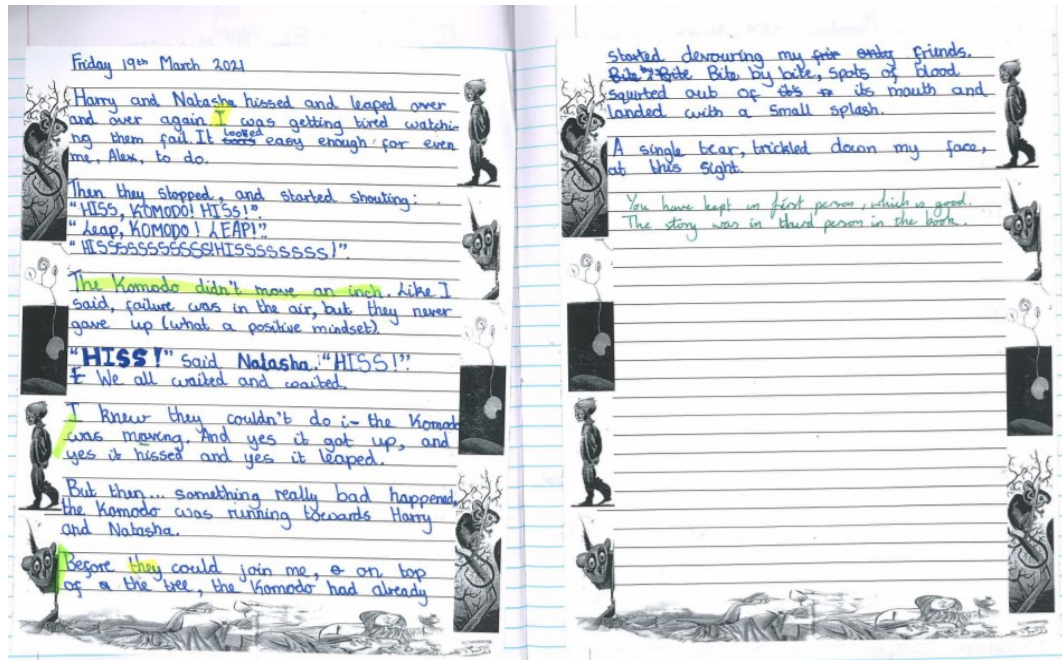 Friday 19th March 2021
Harry and Natasha hissed and leaped over
and over again. I was getting tired watchi-
ng them fail. It looked easy enough for even
me, Alex, to do.
Then they stopped, and started shouting:
"HISS, KOMODO! HISS!".
"Leap, KOMODO! LEAP!".
"HISSSSSSSSSSS!HISSSSSSSS!".
The Komodo didn't move an inch. Like I
said, failure was in the air, but they never
gave up (what a positive mindset).
"HISS!" said Natasha. "HISS!".
We all waited and waited.
I knew they couldn't do i- the Komodo
was moving. And yes it got up, and
yes it hissed and yes it leaped.
But then... something really bad happened,
the Komodo was running towards Harry
and Natasha.
Before they could join me, on top
of the tree, the Komodo had already
started devouring my friends.
Bite by bite, spots of blood
squirted out of its mouth and
landed with a small splash.
A single tear, trickled down my face,
at this sight.
You have kept in first person, which is good.
The story was in third person in the book.